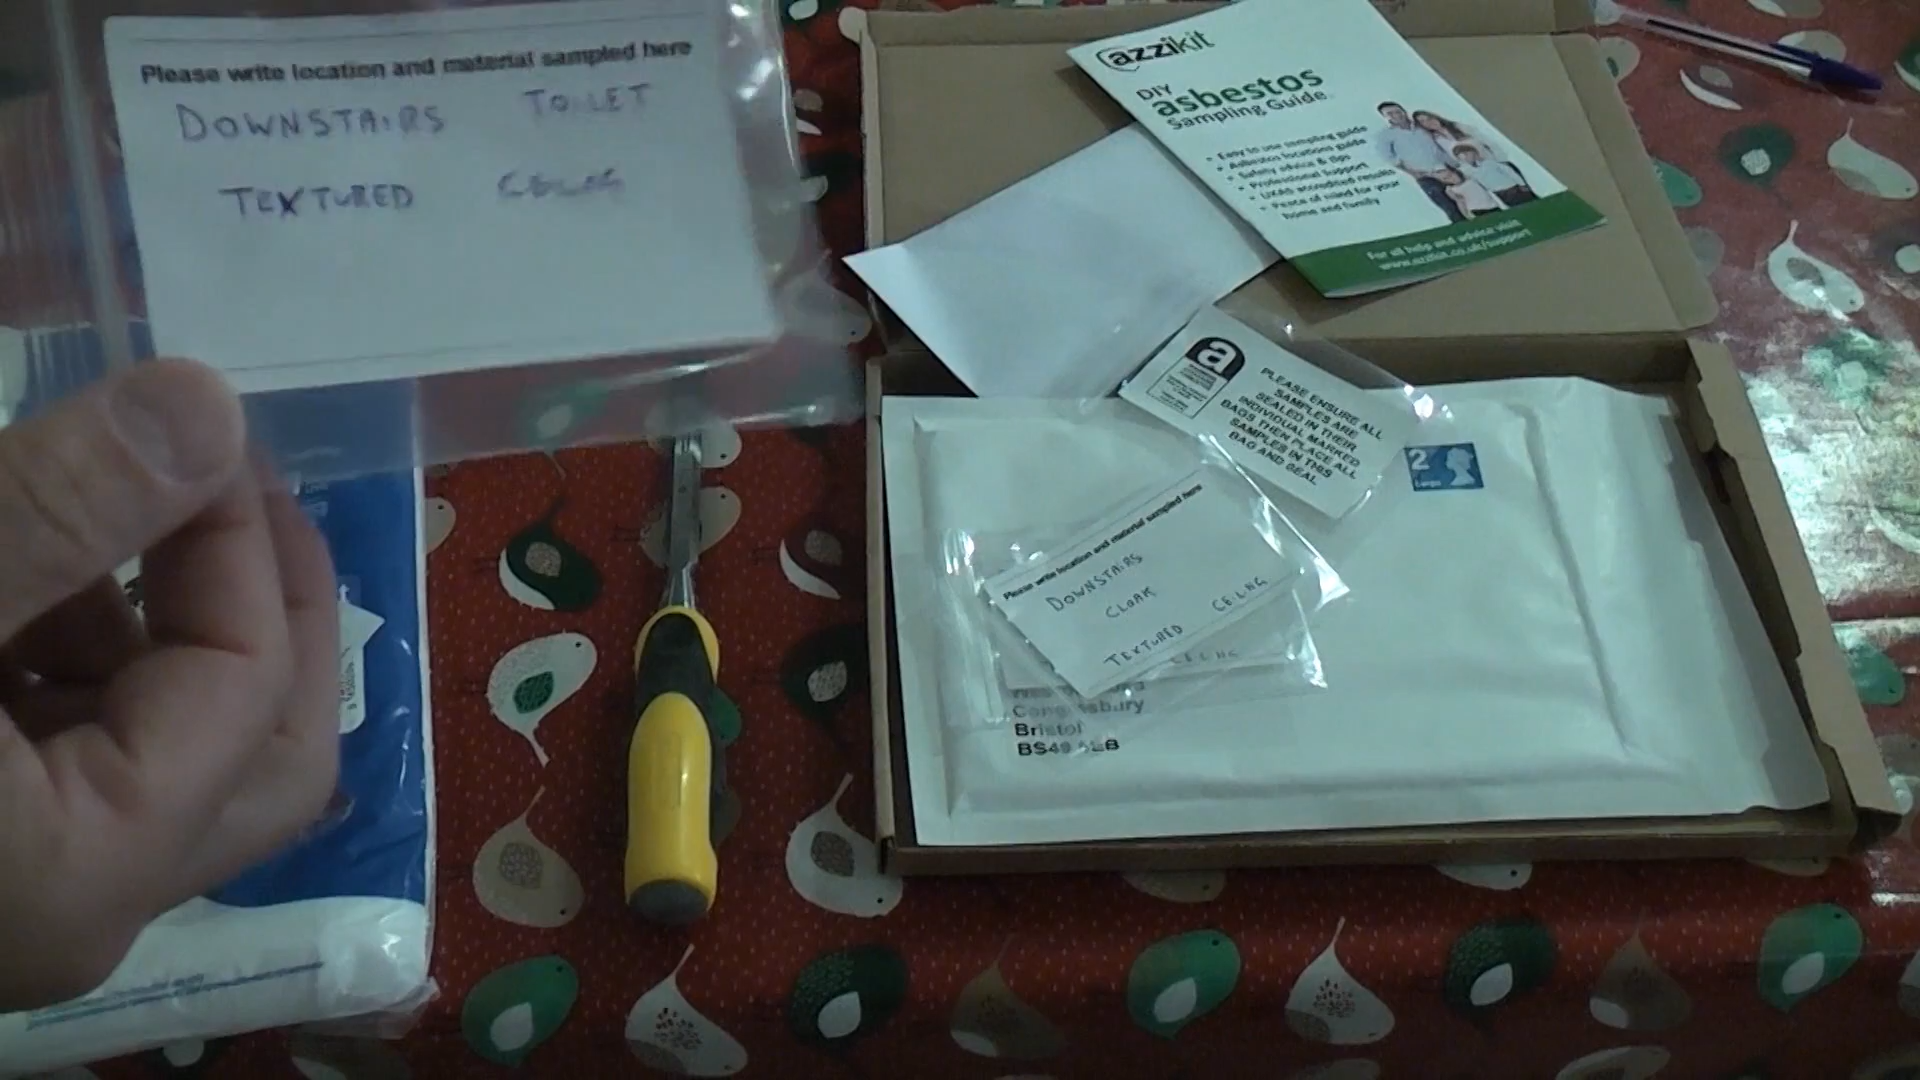 Please write location and material sampled here
DOWNSTAIRS TOILET
TEXTURED
azzikit
DIY
asbestos
Sampling Guide
• Easy to use sampling guide
• Asbestos locations guide
• Safety advice & tips
• Professional Support
• UKAS accredited results
• Peace of mind for your
home and family
For all help and advice visit
www.azzikit.co.uk/support
a
PLEASE ENSURE ALL
SAMPLES ARE
SEALED IN THEIR
INDIVIDUAL MARKED
BAGS THEN PLACE ALL
SAMPLES IN THIS
BAG AND SEAL
2
Large
Please write location and material sampled here
DOWNSTAIRS
CLOAK
TEXTURED CEILNG
Bristol
BS49